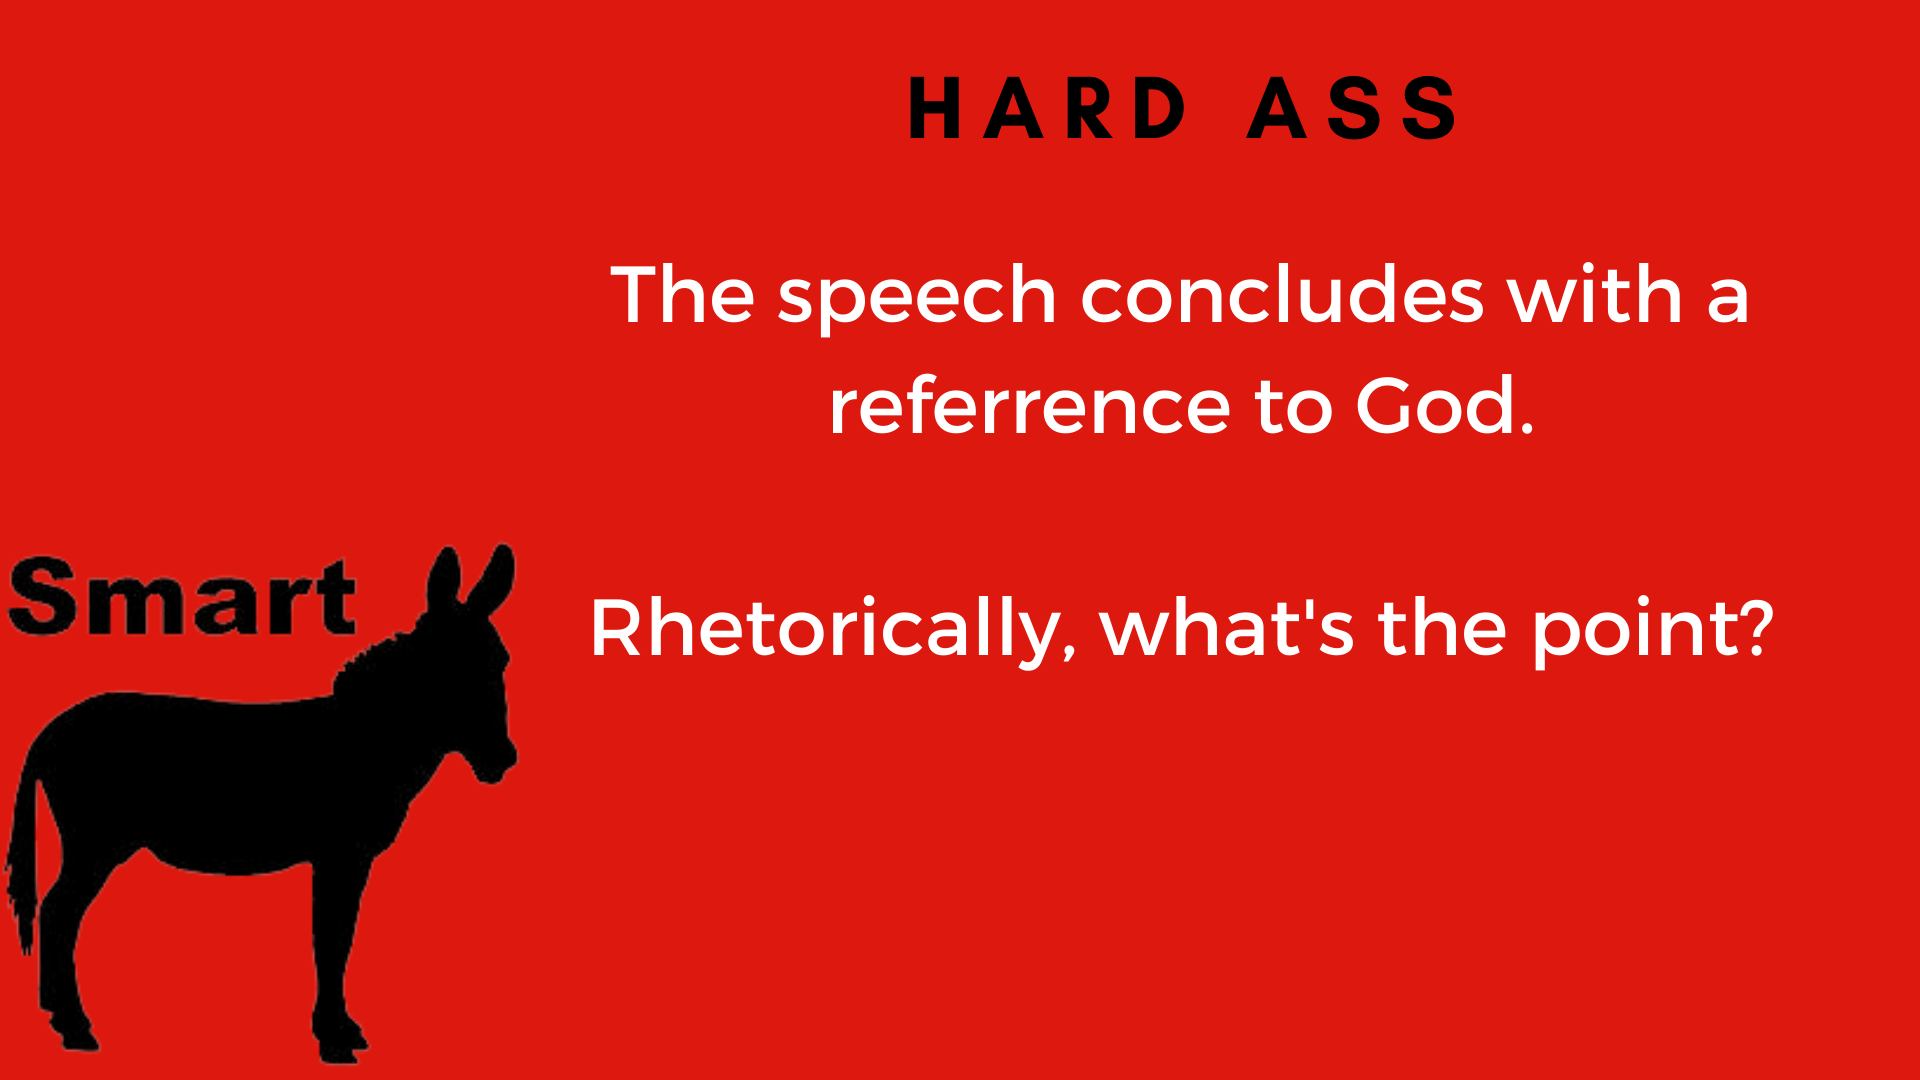 HARD ASS
The speech concludes with a
referrence to God.
Rhetorically, what's the point?
Smart